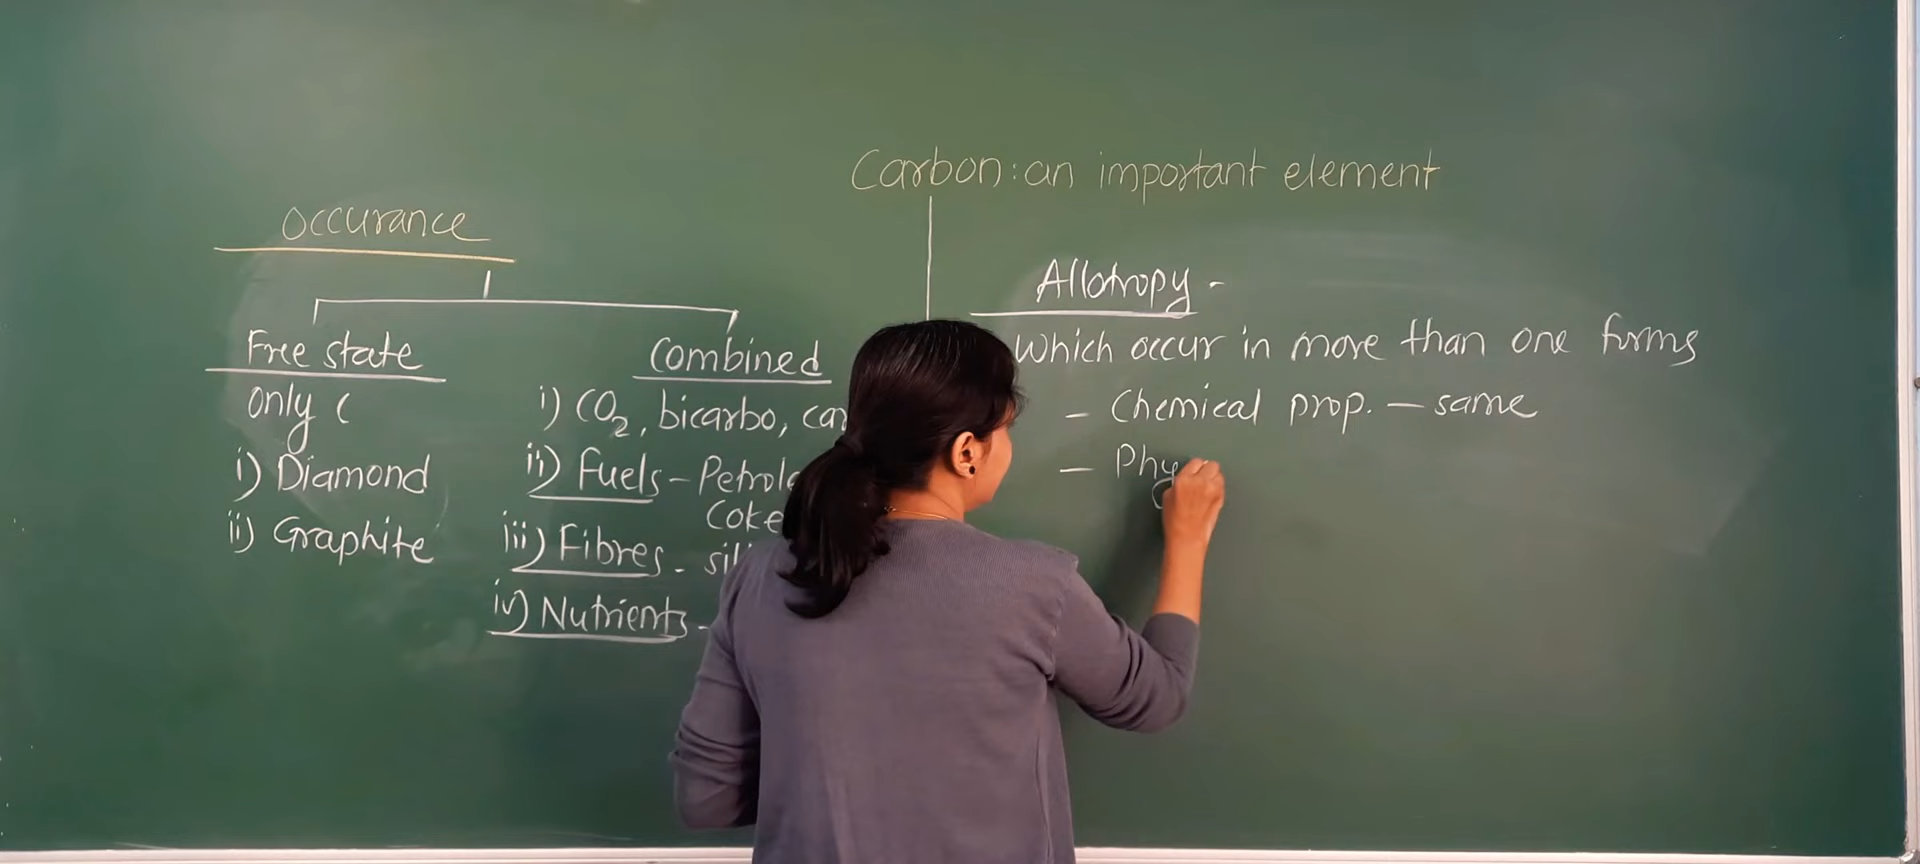 Carbon: an important element
Occurance
Free state
only C
i) Diamond
ii) Graphite
Combined
i) CO₂, bicarbo,
ii) Fuels -
Coke
iii) Fibres -
iv) Nutrients -
Allotropy -
Which occur in more than one forms
- Chemical prop. - same
- Phy